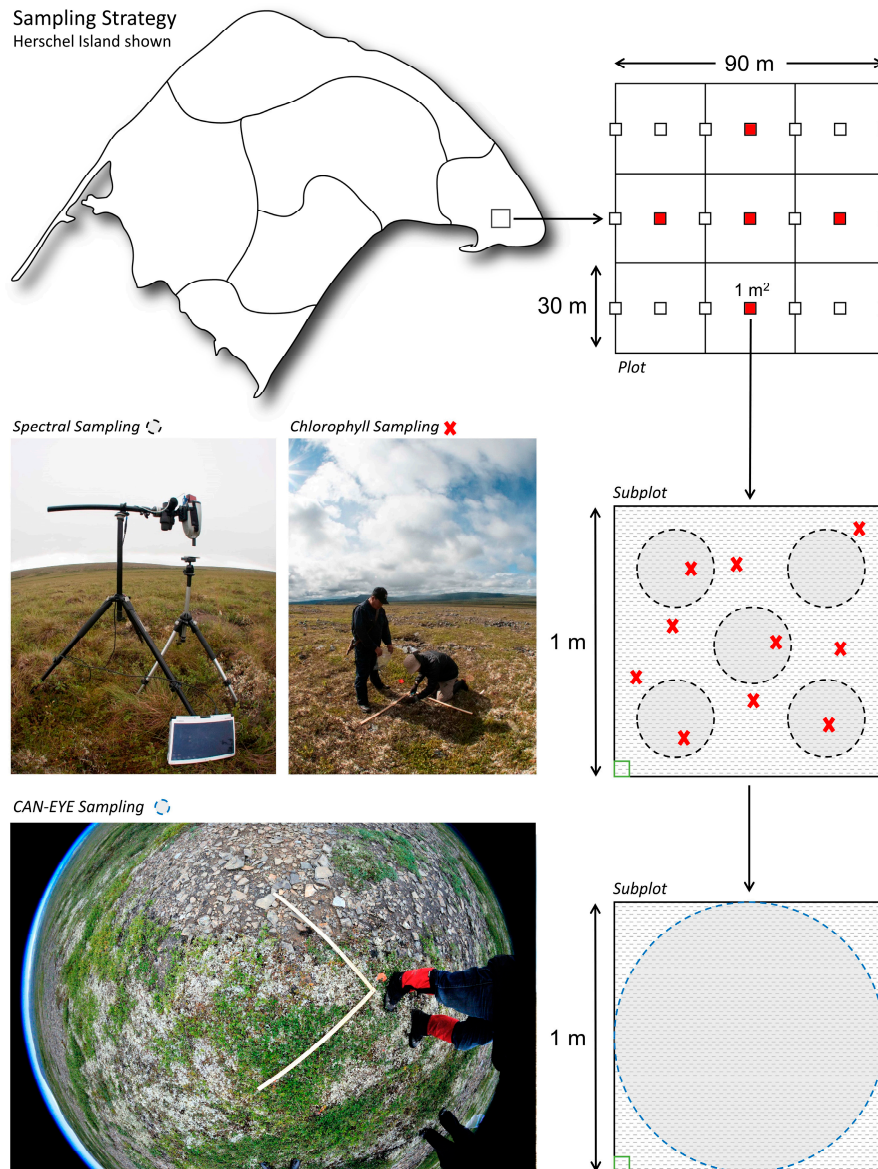 Sampling Strategy
Herschel Island shown
90 m
30 m
1 m²
Plot
Spectral Sampling
Chlorophyll Sampling
Subplot
1 m
CAN-EYE Sampling
Subplot
1 m